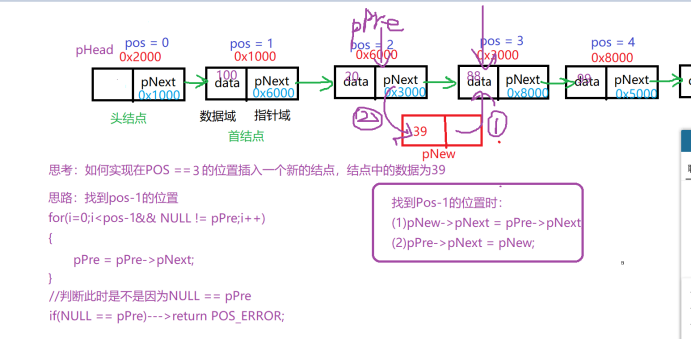 pPre
pos = 0 pos = 1 pos = 2 pos = 3 pos = 4
pHead 0x2000 0x1000 0x6000 0x3000 0x8000
pNext 100 data pNext 20 data pNext 88 data pNext 99 data pNext
0x1000 0x6000 0x3000 0x8000 0x5000
头结点 数据域 指针域 ② 39 ①
首结点 pNew
思考：如何实现在POS ==3 的位置插入一个新的结点，结点中的数据为39
思路：找到pos-1的位置
for(i=0;i<pos-1&& NULL != pPre;i++)
{
pPre = pPre->pNext;
}
//判断此时是不是因为NULL == pPre
if(NULL == pPre)--->return POS_ERROR;
找到Pos-1的位置时：
(1)pNew->pNext = pPre->pNext
(2)pPre->pNext = pNew;